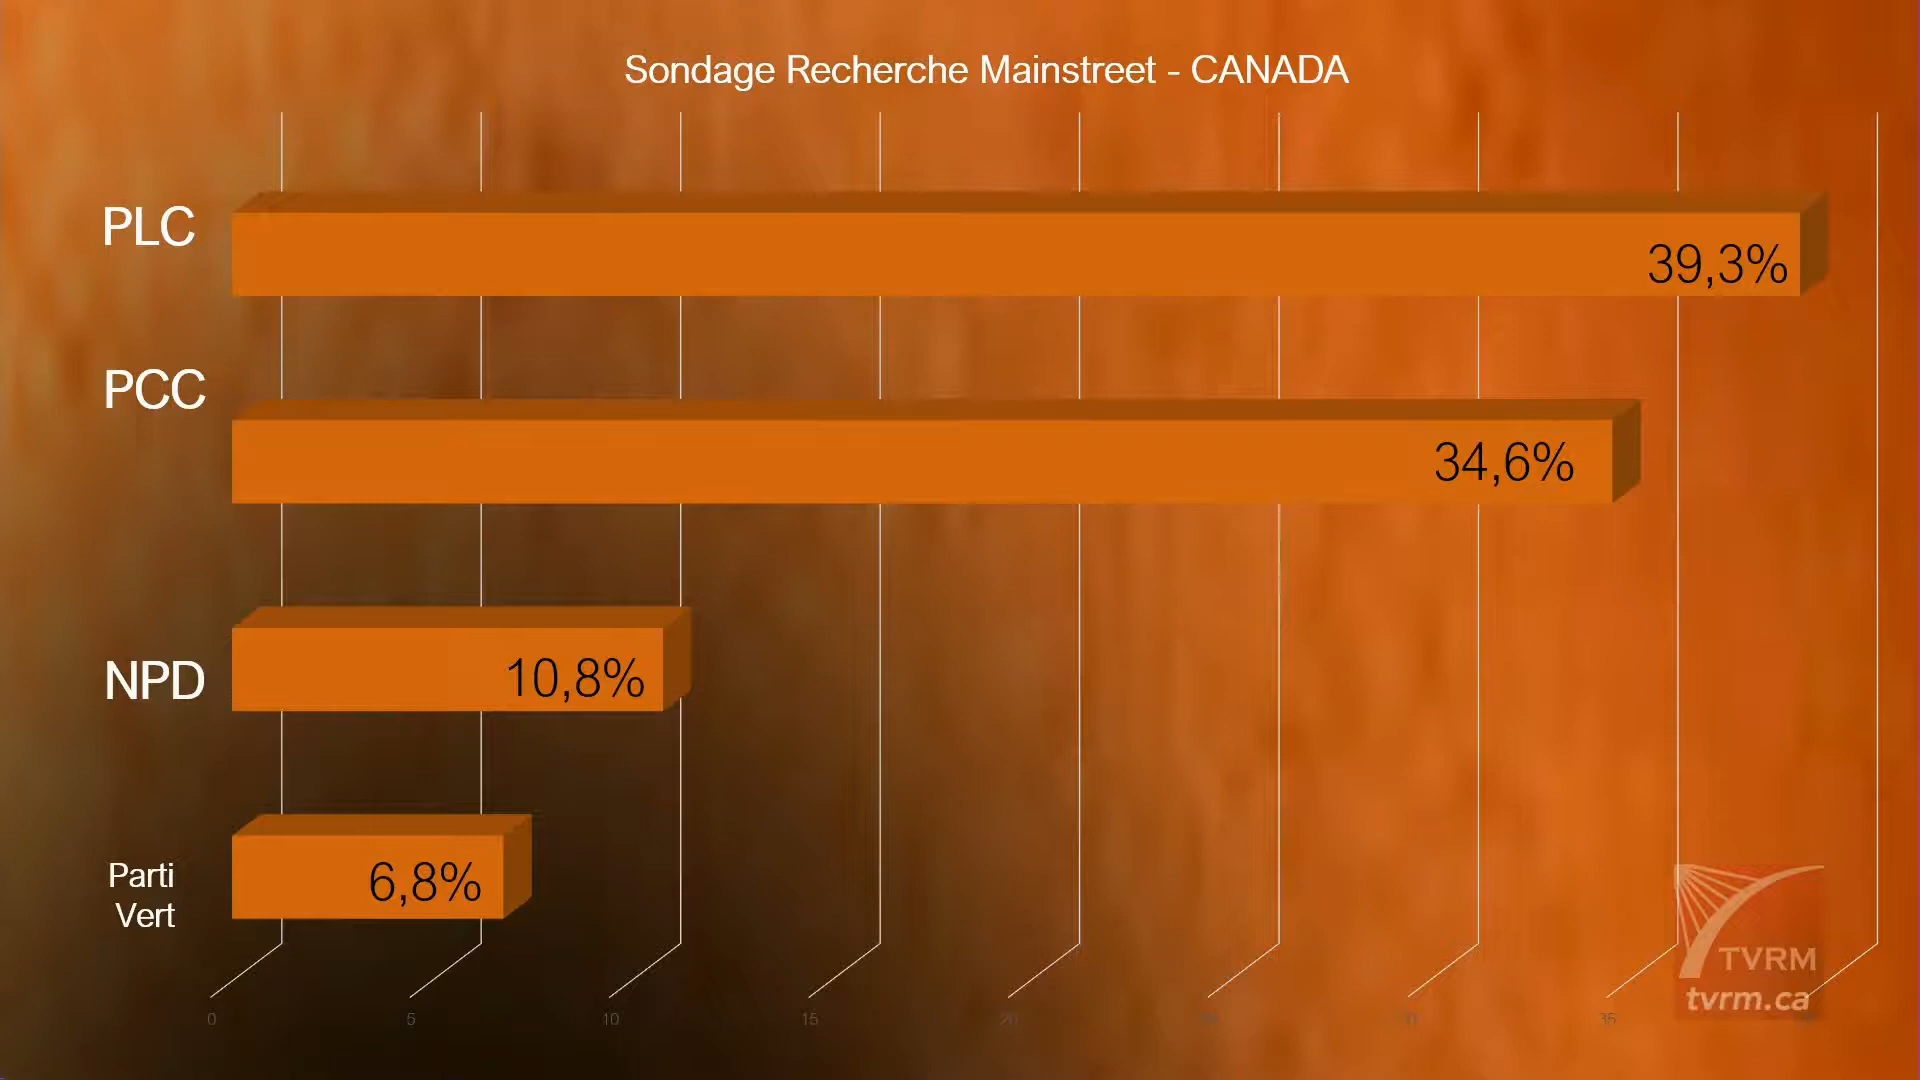 Sondage Recherche Mainstreet - CANADA
PLC
39,3%
PCC
34,6%
NPD
10,8%
Parti
Vert
6,8%
TVRM
tvrm.ca
0 5 10 15 20 35